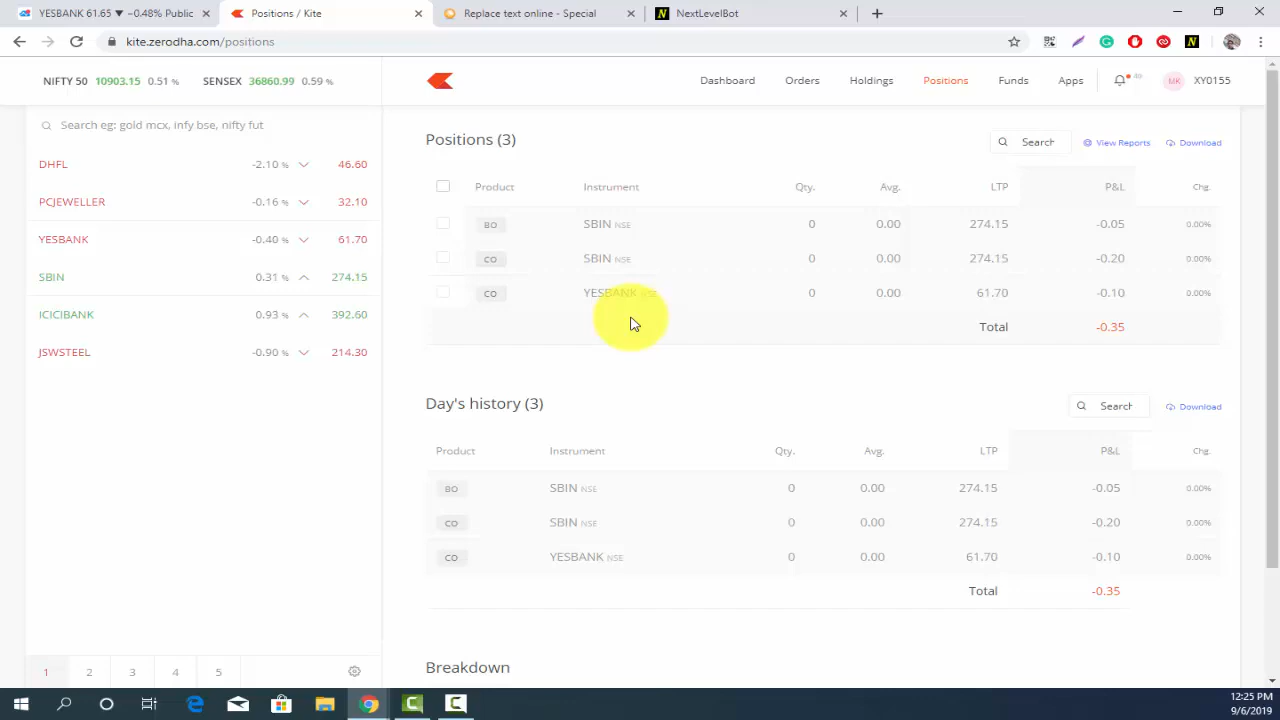 YESBANK 61.65 ▼ −0.48% Public
Positions / Kite
Replace text online - Special
NextLevelBot
kite.zerodha.com/positions
NIFTY 50 10903.15 0.51 % SENSEX 36860.99 0.59 %
Dashboard Orders Holdings Positions Funds Apps 49 MK XY0155
Search eg: gold mcx, infy bse, nifty fut
DHFL -2.10 % 46.60
PCJEWELLER -0.16 % 32.10
YESBANK -0.40 % 61.70
SBIN 0.31 % 274.15
ICICIBANK 0.93 % 392.60
JSWSTEEL -0.90 % 214.30
1 2 3 4 5
Positions (3) Search View Reports Download
Product Instrument Qty. Avg. LTP P&L Chg.
BO SBIN NSE 0 0.00 274.15 -0.05 0.00%
CO SBIN NSE 0 0.00 274.15 -0.20 0.00%
CO YESBANK NSE 0 0.00 61.70 -0.10 0.00%
Total -0.35
Day's history (3) Search Download
Product Instrument Qty. Avg. LTP P&L Chg.
BO SBIN NSE 0 0.00 274.15 -0.05 0.00%
CO SBIN NSE 0 0.00 274.15 -0.20 0.00%
CO YESBANK NSE 0 0.00 61.70 -0.10 0.00%
Total -0.35
Breakdown
12:25 PM
9/6/2019